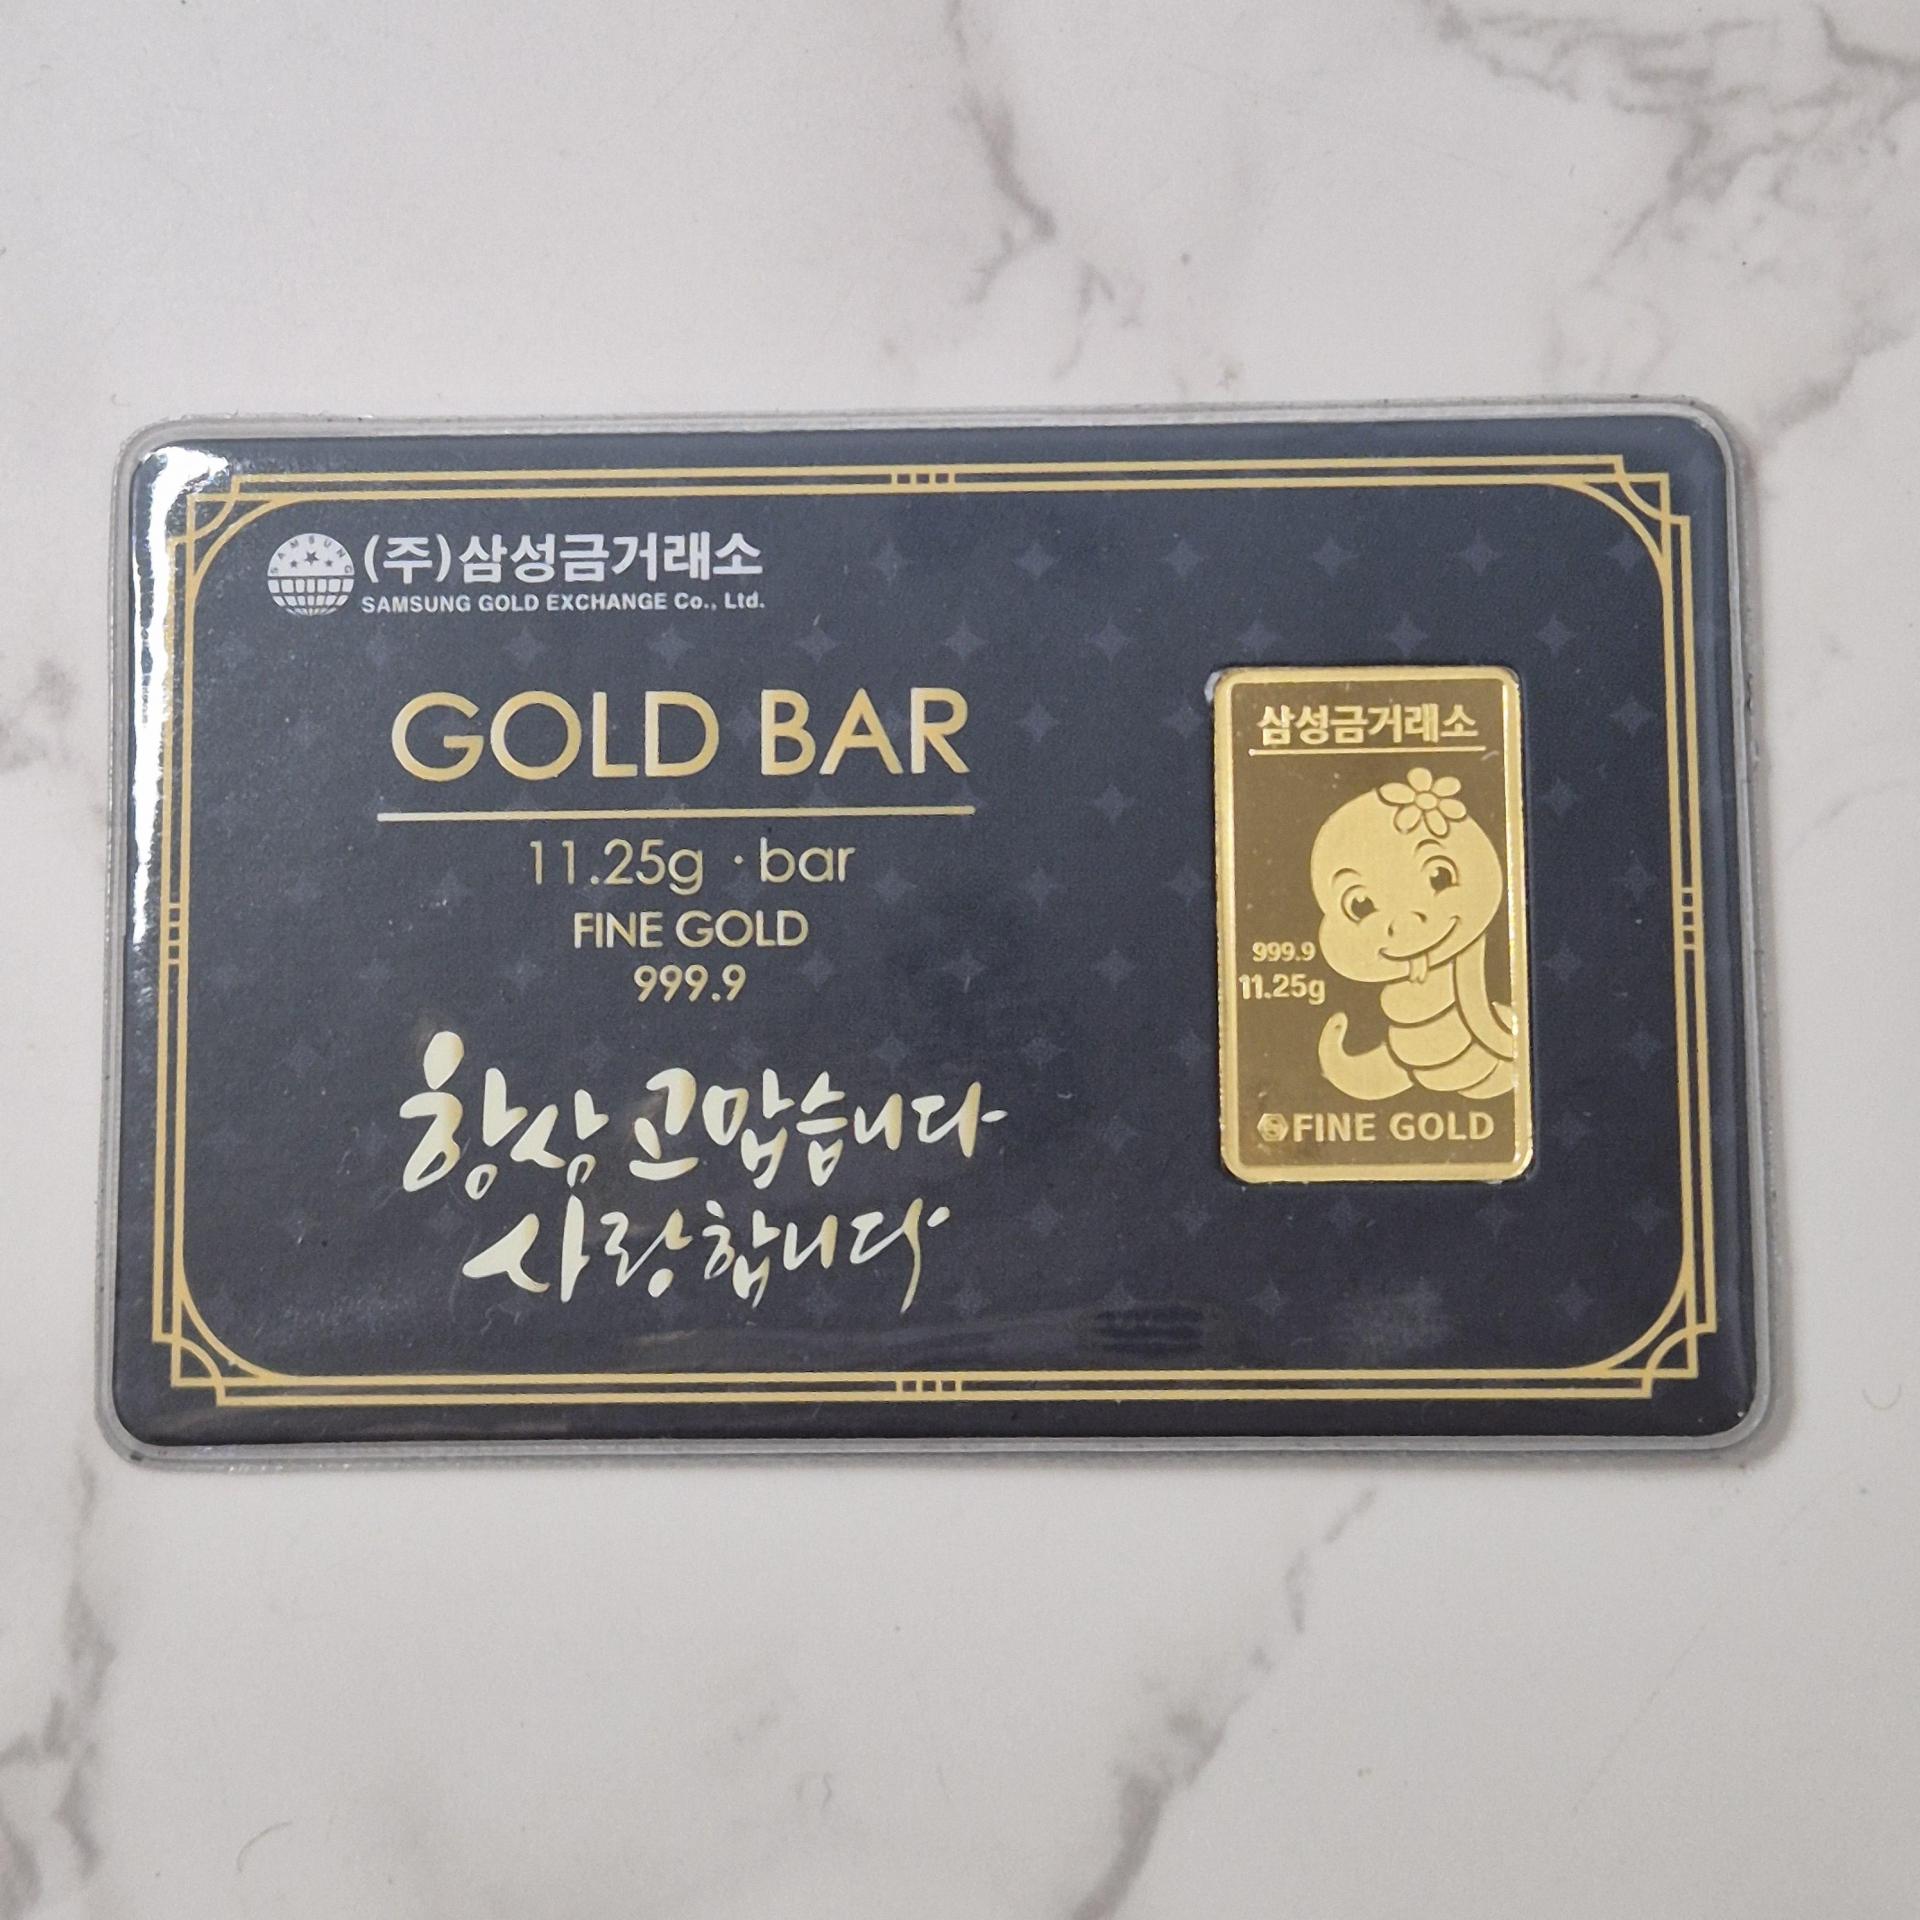 SAMSUNG
(주)삼성금거래소
SAMSUNG GOLD EXCHANGE Co., Ltd.
GOLD BAR
11.25g · bar
FINE GOLD
999.9
항상 고맙습니다
사랑합니다
삼성금거래소
999.9
11.25g
FINE GOLD